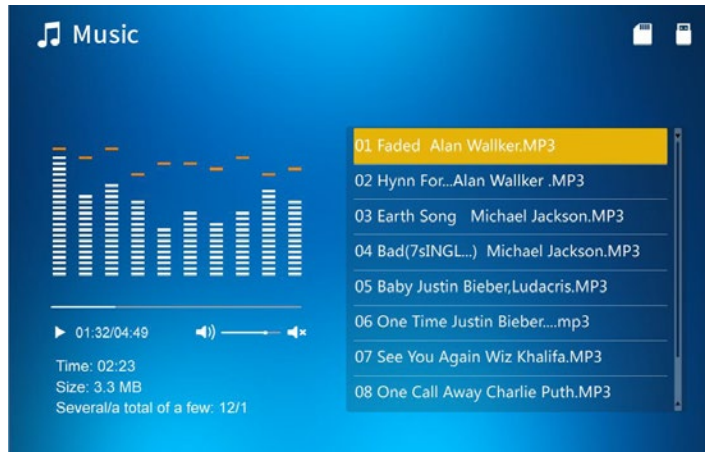 Music
01 Faded Alan Wallker.MP3
02 Hynn For...Alan Wallker .MP3
03 Earth Song Michael Jackson.MP3
04 Bad(7sINGL...) Michael Jackson.MP3
05 Baby Justin Bieber,Ludacris.MP3
06 One Time Justin Bieber....mp3
07 See You Again Wiz Khalifa.MP3
08 One Call Away Charlie Puth.MP3
01:32/04:49
Time: 02:23
Size: 3.3 MB
Several/a total of a few: 12/1